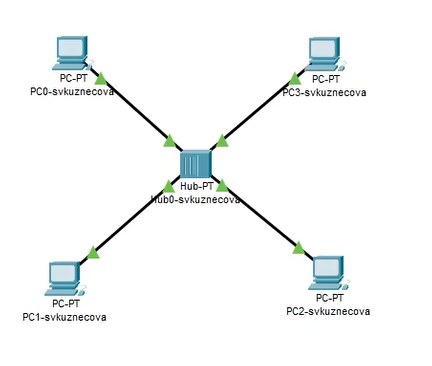 PC-PT
PC0-svkuznecova
PC-PT
PC3-svkuznecova
Hub-PT
Hub0-svkuznecova
PC-PT
PC1-svkuznecova
PC-PT
PC2-svkuznecova